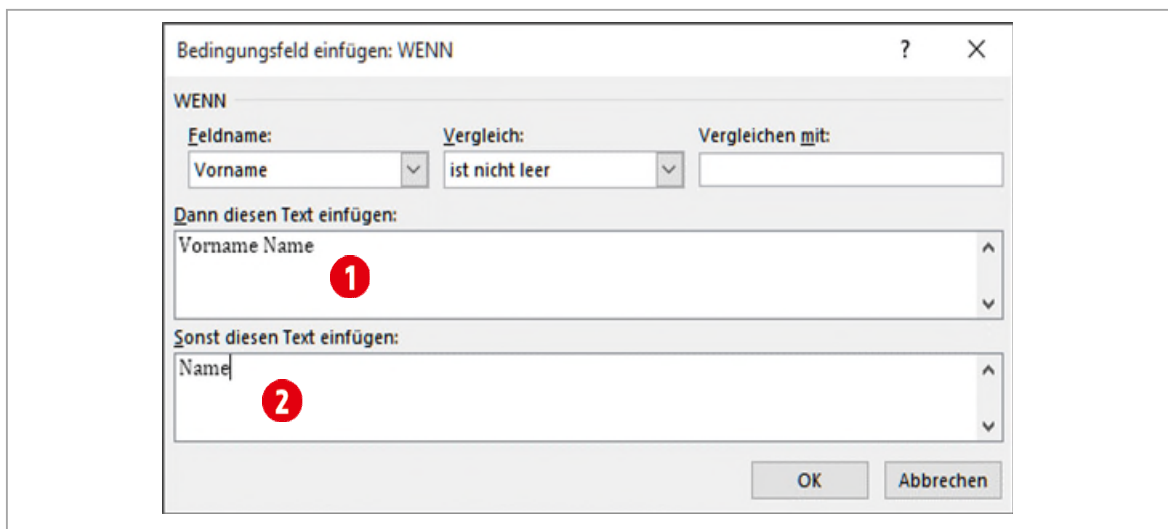 Bedingungsfeld einfügen: WENN ?
WENN
Feldname: Vergleich: Vergleichen mit:
Vorname ist nicht leer
Dann diesen Text einfügen:
Vorname Name
1
Sonst diesen Text einfügen:
Name
2
OK Abbrechen